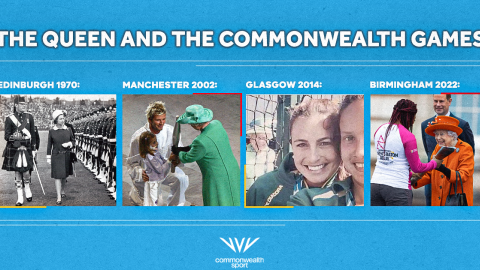 THE QUEEN AND THE COMMONWEALTH GAMES
EDINBURGH 1970:
MANCHESTER 2002:
GLASGOW 2014:
BIRMINGHAM 2022:
commonwealth
sport